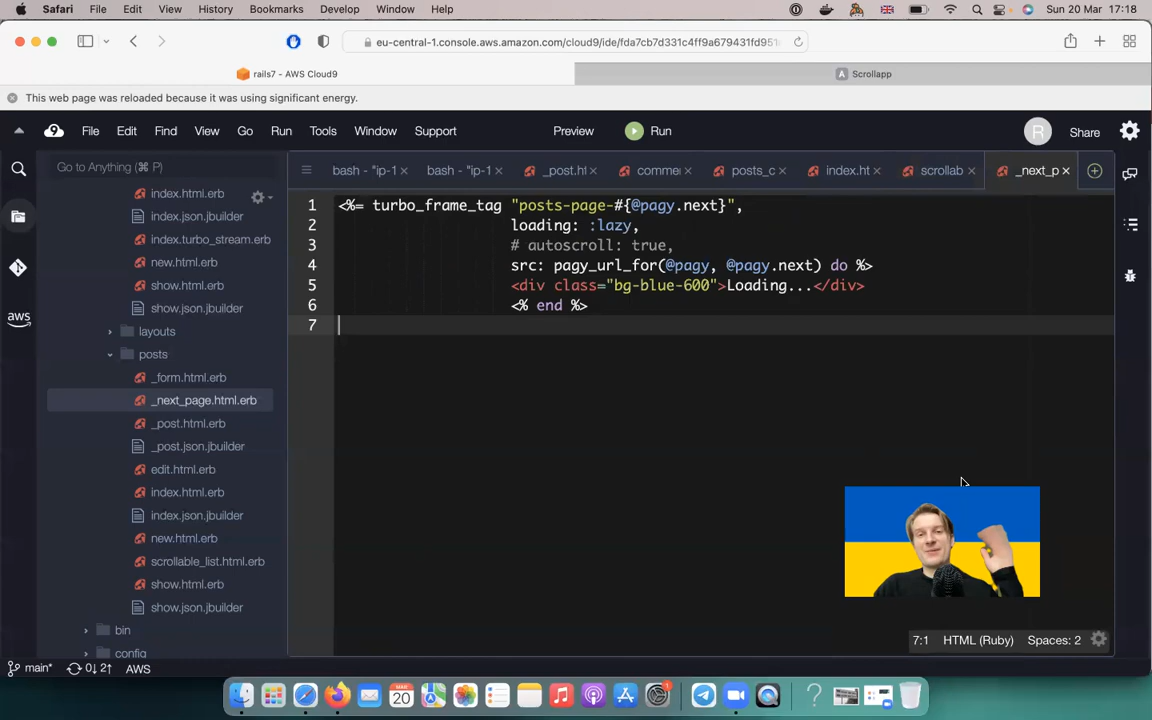 Safari File Edit View History Bookmarks Develop Window Help Sun 20 Mar 17:18
eu-central-1.console.aws.amazon.com/cloud9/ide/fda7cb7d331c4ff9a679431fd951
rails7 - AWS Cloud9 Scrollapp
This web page was reloaded because it was using significant energy.
9 File Edit Find View Go Run Tools Window Support Preview Run R Share
Go to Anything (⌘ P) bash - "ip-1 bash - "ip-1 _post.ht comme posts_c index.ht scrollab _next_p
index.html.erb
index.json.jbuilder
index.turbo_stream.erb
new.html.erb
show.html.erb
show.json.jbuilder
layouts
posts
_form.html.erb
_next_page.html.erb
_post.html.erb
_post.json.jbuilder
edit.html.erb
index.html.erb
index.json.jbuilder
new.html.erb
scrollable_list.html.erb
show.html.erb
show.json.jbuilder
bin
config
aws
1 <%= turbo_frame_tag "posts-page-#{@pagy.next}",
2 loading: :lazy,
3 # autoscroll: true,
4 src: pagy_url_for(@pagy, @pagy.next) do %>
5 <div class="bg-blue-600">Loading...</div>
6 <% end %>
7
7:1 HTML (Ruby) Spaces: 2
main* 0↓ 2↑ AWS
MAR 20
1